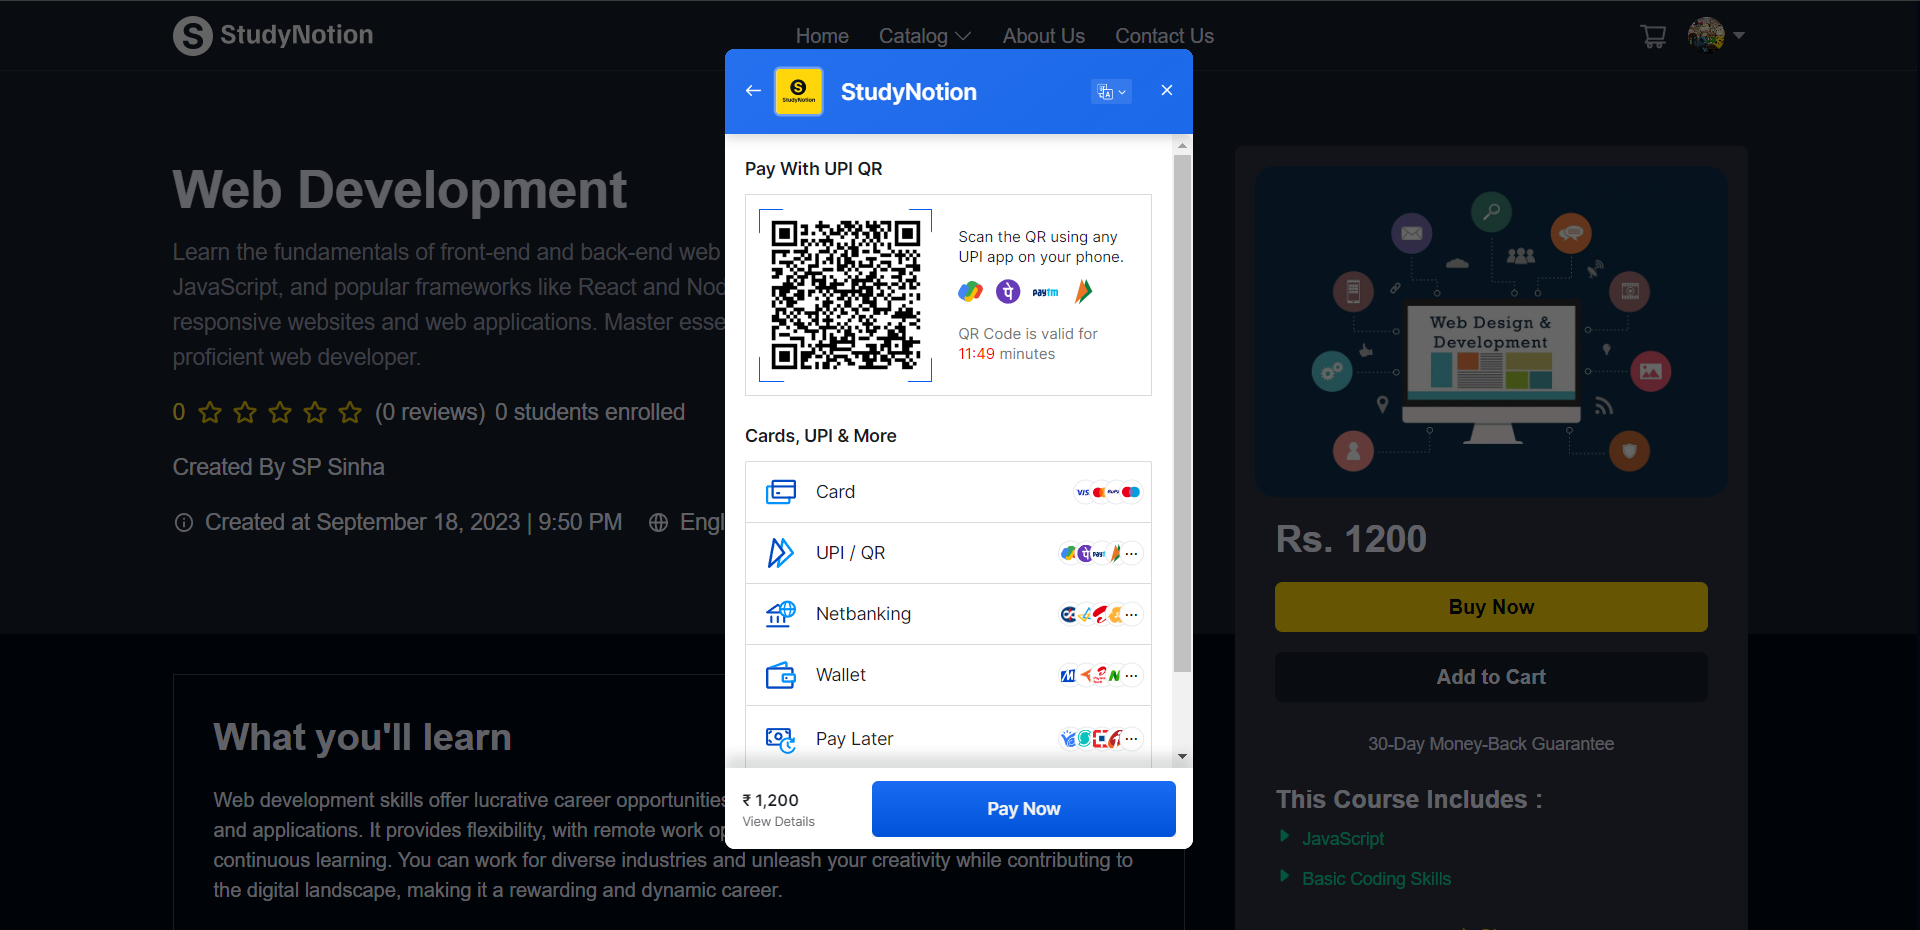 StudyNotion
Home Catalog About Us Contact Us
StudyNotion
StudyNotion
Pay With UPI QR
Scan the QR using any
UPI app on your phone.
paytm
QR Code is valid for
11:49 minutes
Cards, UPI & More
Card
VISA
UPI / QR
Netbanking
Wallet
Pay Later
₹ 1,200
View Details
Pay Now
Web Development
Learn the fundamentals of front-end and back-end web
JavaScript, and popular frameworks like React and
responsive websites and web applications. Master
proficient web developer.
0 (0 reviews) 0 students enrolled
Created By SP Sinha
Created at September 18, 2023 | 9:50 PM
What you'll learn
Web development skills offer lucrative career opportunities
and applications. It provides flexibility, with remote work
continuous learning. You can work for diverse industries and unleash your creativity while contributing to
the digital landscape, making it a rewarding and dynamic career.
Web Design &
Development
Rs. 1200
Buy Now
Add to Cart
30-Day Money-Back Guarantee
This Course Includes :
JavaScript
Basic Coding Skills